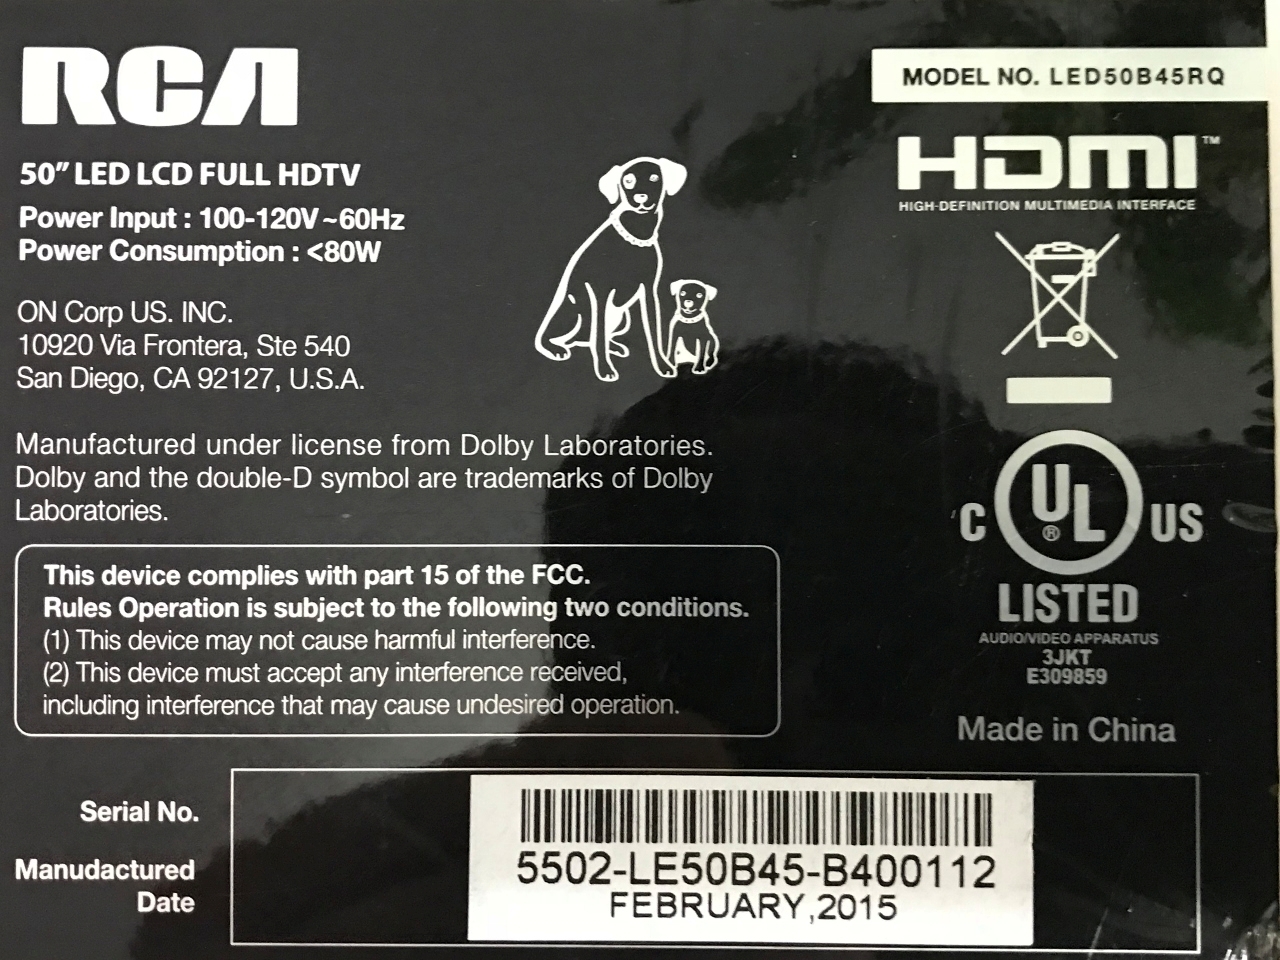 RCA
50" LED LCD FULL HDTV
Power Input : 100-120V~60Hz
Power Consumption : <80W
ON Corp US. INC.
10920 Via Frontera, Ste 540
San Diego, CA 92127, U.S.A.
Manufactured under license from Dolby Laboratories.
Dolby and the double-D symbol are trademarks of Dolby
Laboratories.
This device complies with part 15 of the FCC.
Rules Operation is subject to the following two conditions.
(1) This device may not cause harmful interference.
(2) This device must accept any interference received,
including interference that may cause undesired operation.
MODEL NO. LED50B45RQ
HDMI™
HIGH-DEFINITION MULTIMEDIA INTERFACE
C UL® US
LISTED
AUDIO/VIDEO APPARATUS
3JKT
E309859
Made in China
Serial No.
5502-LE50B45-B400112
Manudactured
Date
FEBRUARY,2015